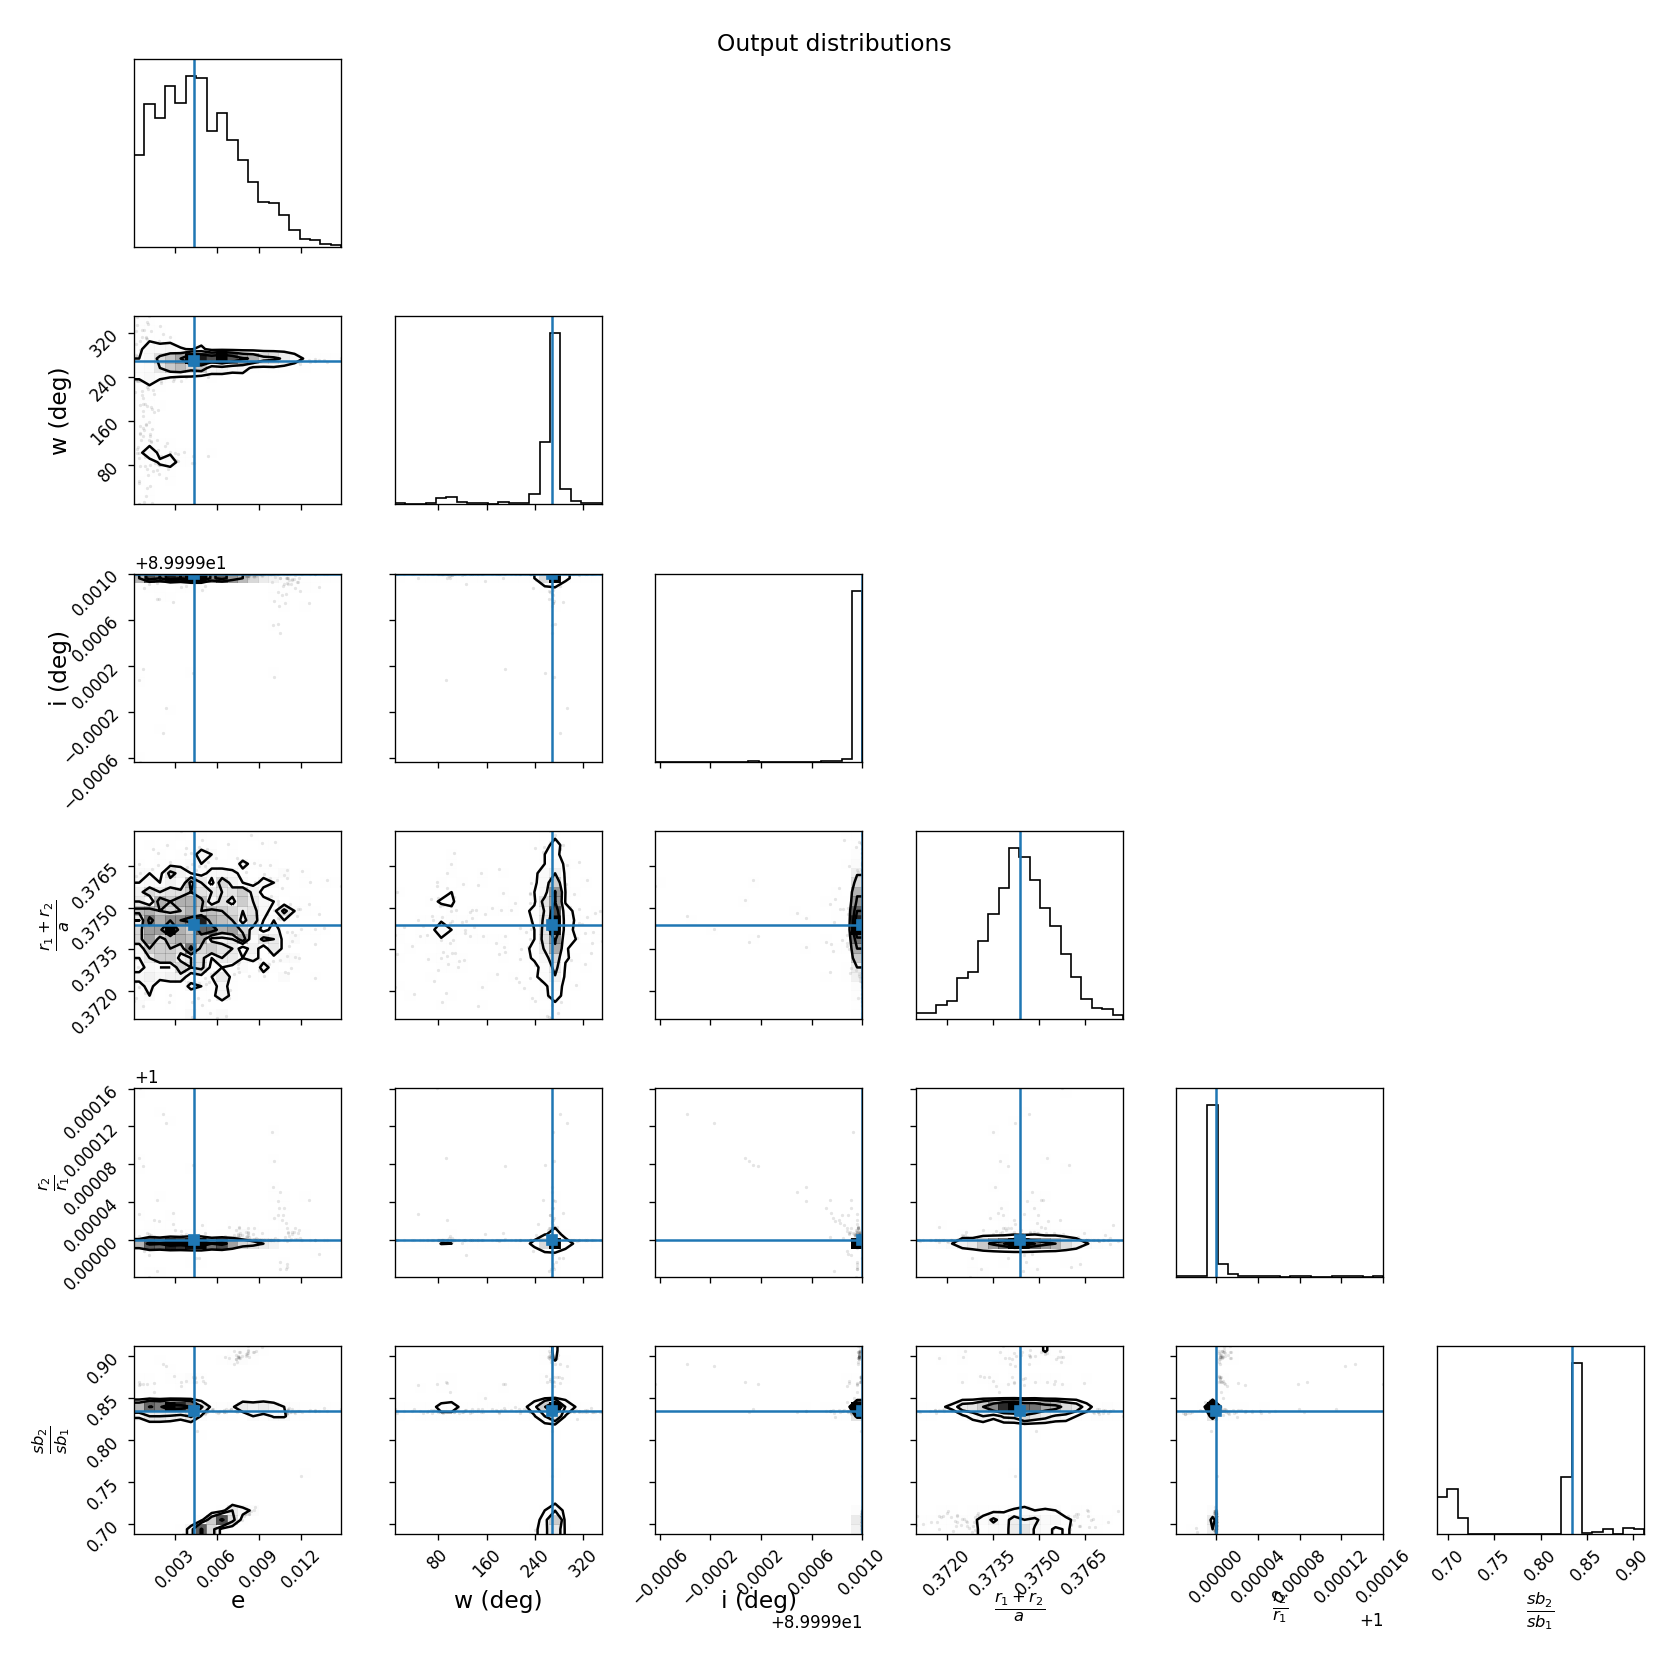 Output distributions
w (deg)
320
240
160
80
+8.9999e1
i (deg)
0.0010
0.0006
0.0002
−0.0002
−0.0006
r₁ + r₂
a
0.3765
0.3750
0.3735
0.3720
+1
r₂
r₁
0.00016
0.00012
0.00008
0.00004
0.00000
sb₂
sb₁
0.90
0.85
0.80
0.75
0.70
0.003 0.006 0.009 0.012
e
80 160 240 320
w (deg)
−0.0006 −0.0002 0.0002 0.0006 0.0010
i (deg)
+8.9999e1
0.3720 0.3735 0.3750 0.3765
r₁ + r₂
a
0.00000 0.00004 0.00008 0.00012 0.00016
r₂
r₁
+1
0.70 0.75 0.80 0.85 0.90
sb₂
sb₁